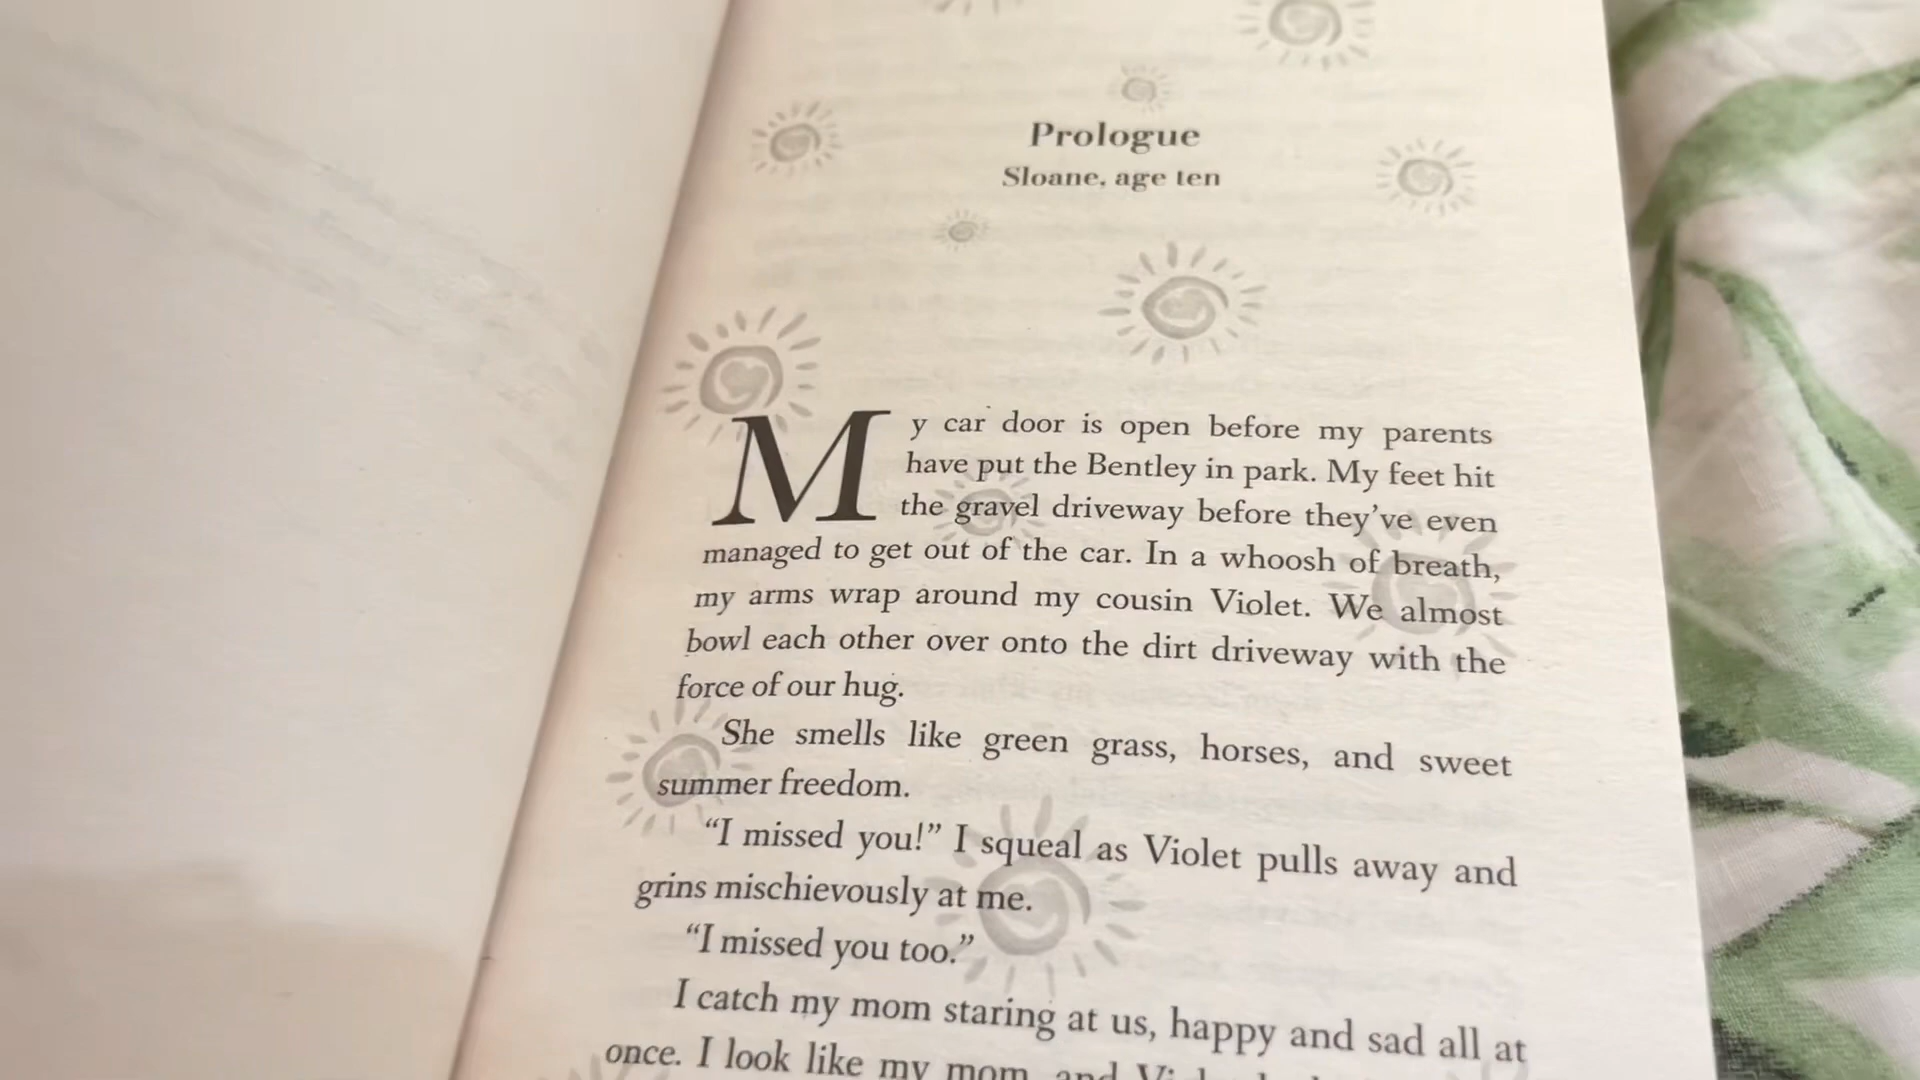 Prologue
Sloane, age ten
My car door is open before my parents
have put the Bentley in park. My feet hit
the gravel driveway before they’ve even
managed to get out of the car. In a whoosh of breath,
my arms wrap around my cousin Violet. We almost
bowl each other over onto the dirt driveway with the
force of our hug.
She smells like green grass, horses, and sweet
summer freedom.
“I missed you!” I squeal as Violet pulls away and
grins mischievously at me.
“I missed you too.”
I catch my mom staring at us, happy and sad all at
once. I look like my mom, and